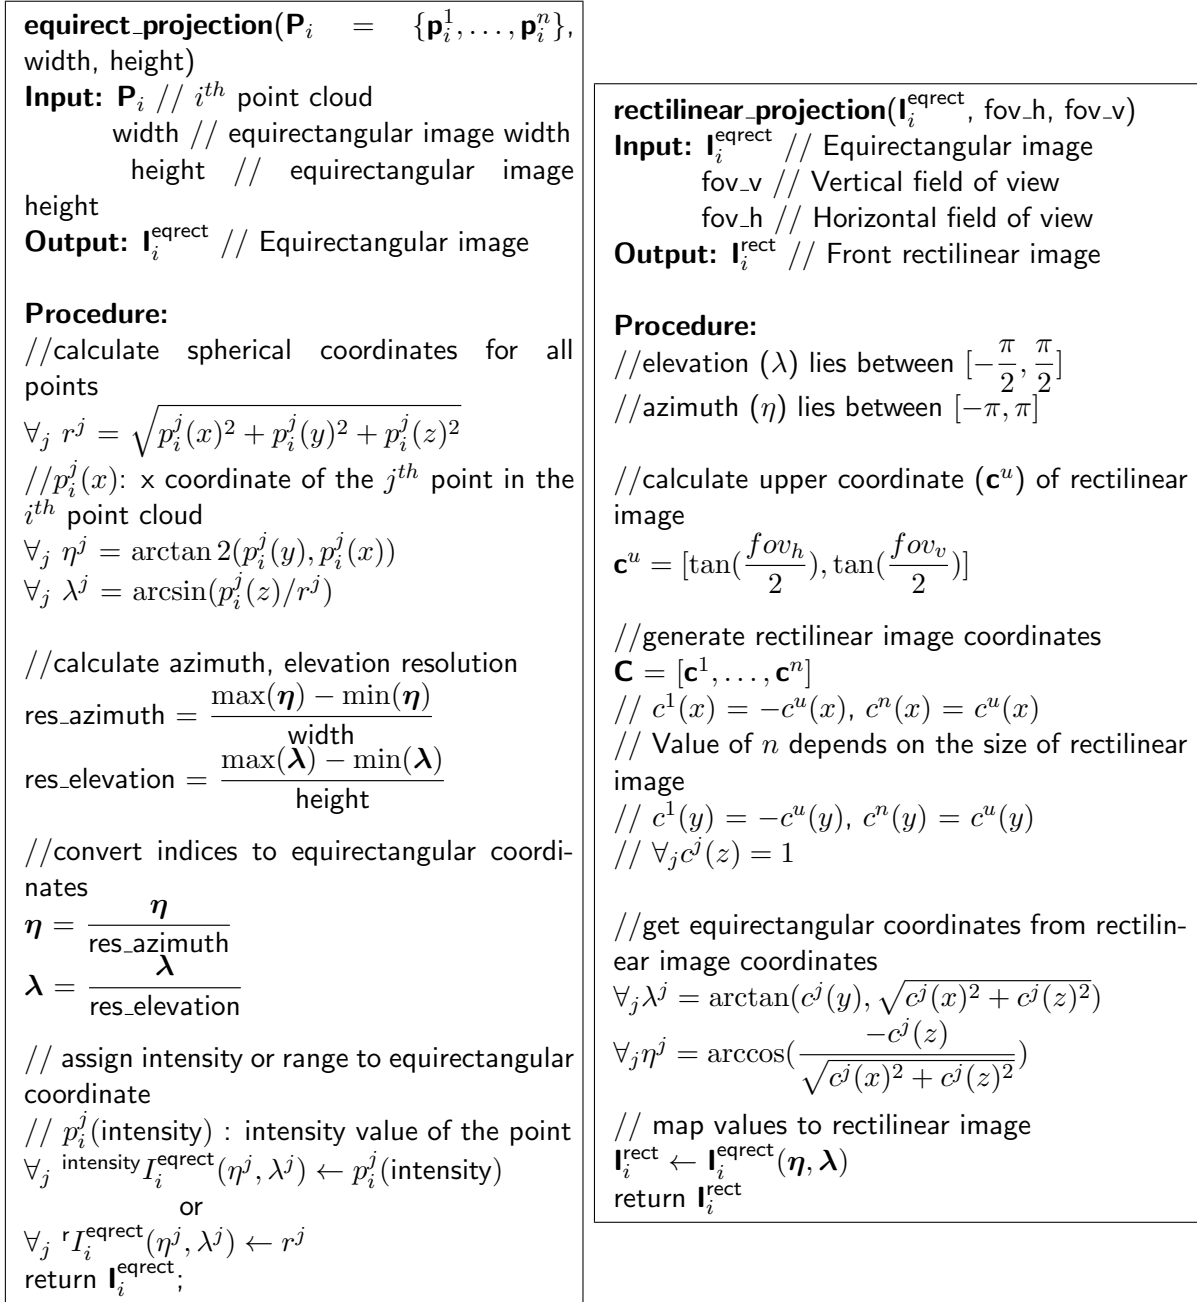 equirect_projection(P_i = {p_i^1, . . . , p_i^n},
width, height)
Input: P_i // i^{th} point cloud
width // equirectangular image width
height // equirectangular image
height
Output: I_i^{eqrect} // Equirectangular image
Procedure:
//calculate spherical coordinates for all
points
∀_j r^j = √(p_i^j(x)^2 + p_i^j(y)^2 + p_i^j(z)^2)
//p_i^j(x): x coordinate of the j^{th} point in the
i^{th} point cloud
∀_j η^j = arctan 2(p_i^j(y), p_i^j(x))
∀_j λ^j = arcsin(p_i^j(z)/r^j)
//calculate azimuth, elevation resolution
res_azimuth = \frac{max(η) − min(η)}{width}
res_elevation = \frac{max(λ) − min(λ)}{height}
//convert indices to equirectangular coordi-
nates
η = \frac{η}{res_azimuth}
λ = \frac{λ}{res_elevation}
// assign intensity or range to equirectangular
coordinate
// p_i^j(intensity) : intensity value of the point
∀_j ^{intensity}I_i^{eqrect}(η^j, λ^j) ← p_i^j(intensity)
or
∀_j ^{r}I_i^{eqrect}(η^j, λ^j) ← r^j
return I_i^{eqrect};
rectilinear_projection(I_i^{eqrect}, fov_h, fov_v)
Input: I_i^{eqrect} // Equirectangular image
fov_v // Vertical field of view
fov_h // Horizontal field of view
Output: I_i^{rect} // Front rectilinear image
Procedure:
//elevation (λ) lies between [−\frac{π}{2}, \frac{π}{2}]
//azimuth (η) lies between [−π, π]
//calculate upper coordinate (c^u) of rectilinear
image
c^u = [tan(\frac{fov_h}{2}), tan(\frac{fov_v}{2})]
//generate rectilinear image coordinates
C = [c^1, . . . , c^n]
// c^1(x) = −c^u(x), c^n(x) = c^u(x)
// Value of n depends on the size of rectilinear
image
// c^1(y) = −c^u(y), c^n(y) = c^u(y)
// ∀_j c^j(z) = 1
//get equirectangular coordinates from rectilin-
ear image coordinates
∀_j λ^j = arctan(c^j(y), √(c^j(x)^2 + c^j(z)^2))
∀_j η^j = arccos(\frac{−c^j(z)}{√(c^j(x)^2 + c^j(z)^2)})
// map values to rectilinear image
I_i^{rect} ← I_i^{eqrect}(η, λ)
return I_i^{rect}